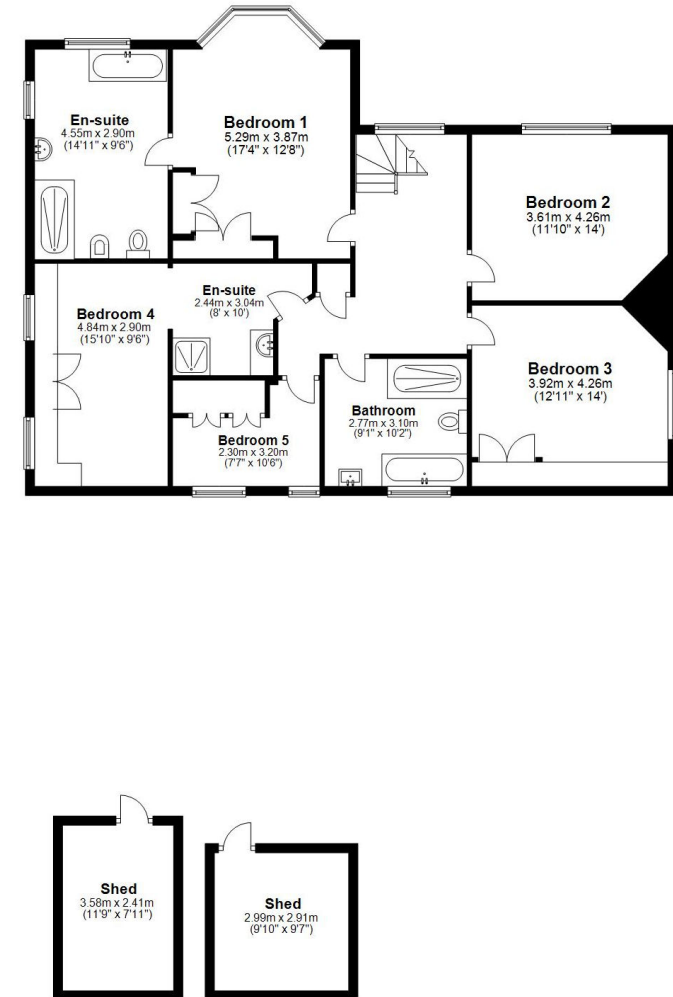 En-suite
4.55m x 2.90m
(14'11" x 9'6")
Bedroom 1
5.29m x 3.87m
(17'4" x 12'8")
Bedroom 2
3.61m x 4.26m
(11'10" x 14')
En-suite
2.44m x 3.04m
(8' x 10')
Bedroom 4
4.84m x 2.90m
(15'10" x 9'6")
Bedroom 3
3.92m x 4.26m
(12'11" x 14')
Bathroom
2.77m x 3.10m
(9'1" x 10'2")
Bedroom 5
2.30m x 3.20m
(7'7" x 10'6")
Shed
3.58m x 2.41m
(11'9" x 7'11")
Shed
2.99m x 2.91m
(9'10" x 9'7")